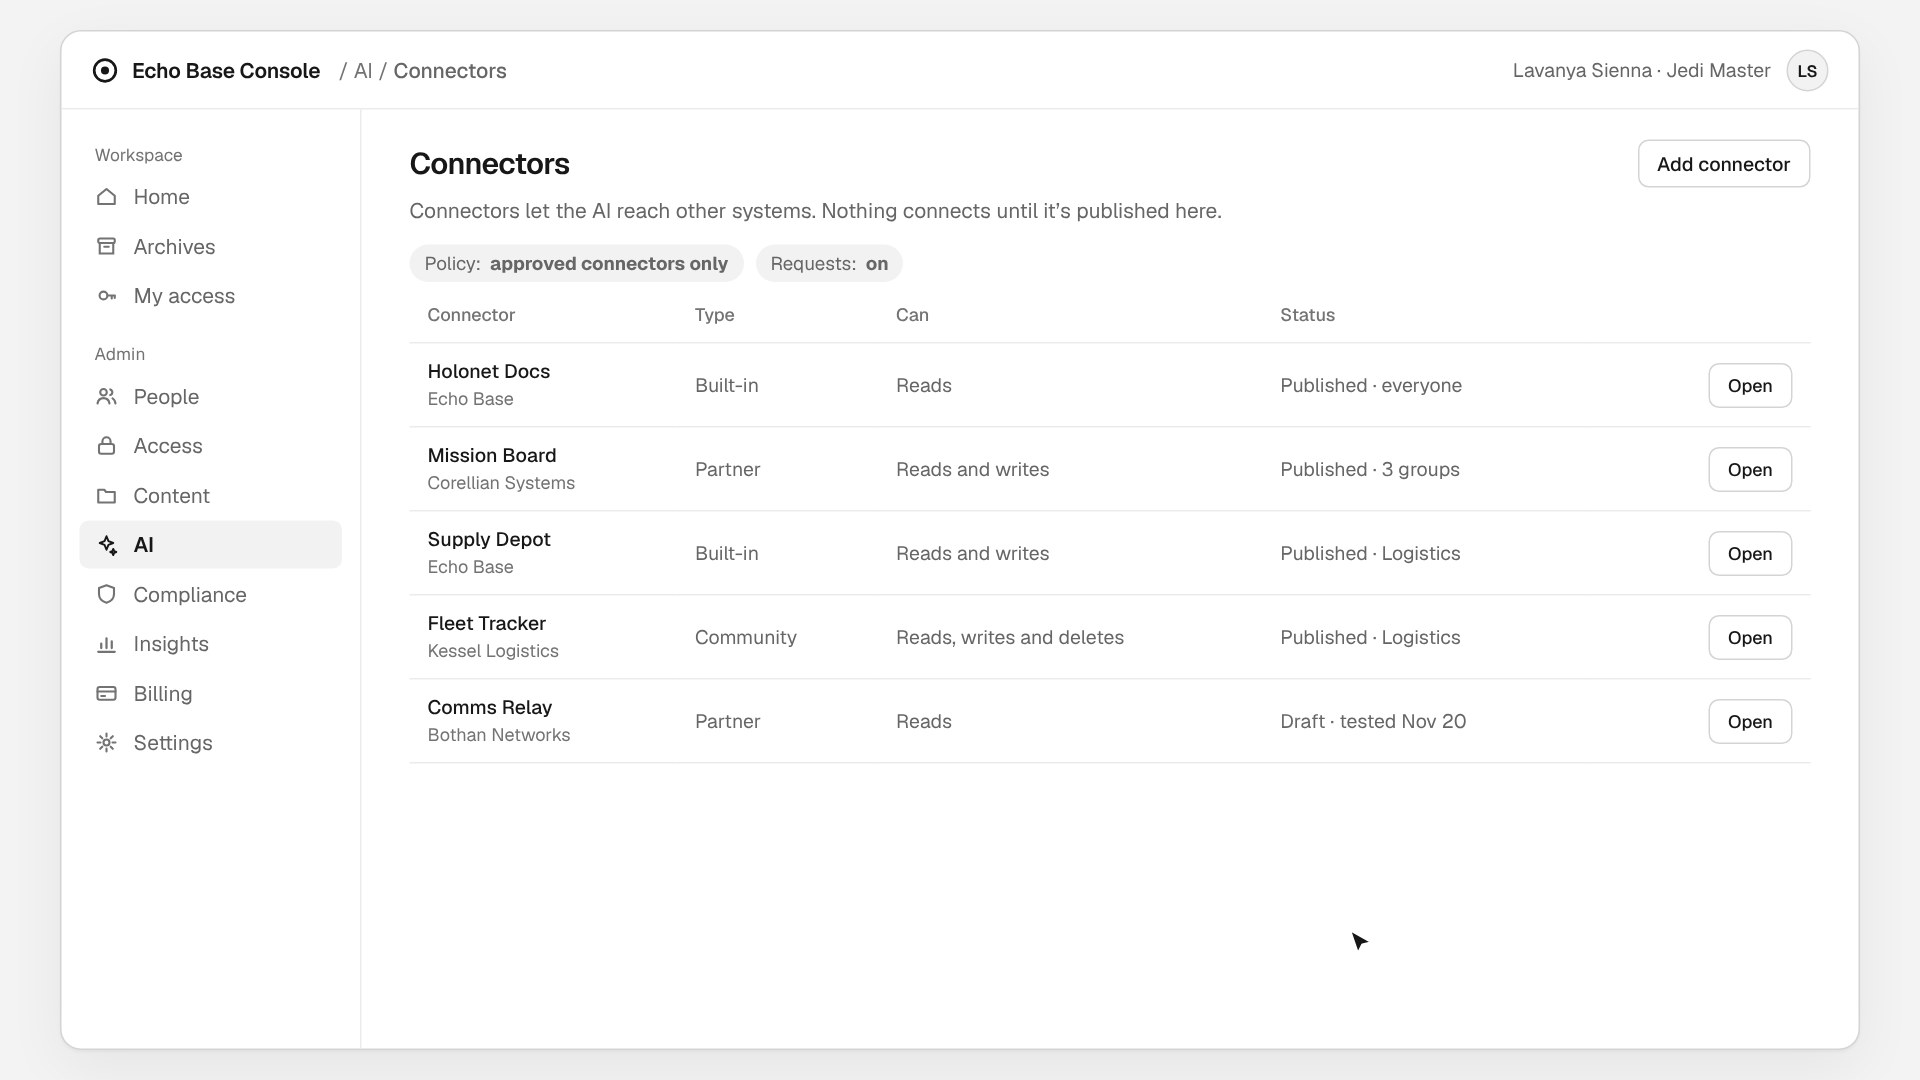 Echo Base Console / AI / Connectors
Lavanya Sienna · Jedi Master LS
Workspace
Home
Archives
My access
Admin
People
Access
Content
AI
Compliance
Insights
Billing
Settings
Connectors
Add connector
Connectors let the AI reach other systems. Nothing connects until it’s published here.
Policy: approved connectors only Requests: on
Connector Type Can Status
Holonet Docs
Echo Base
Built-in Reads Published · everyone Open
Mission Board
Corellian Systems
Partner Reads and writes Published · 3 groups Open
Supply Depot
Echo Base
Built-in Reads and writes Published · Logistics Open
Fleet Tracker
Kessel Logistics
Community Reads, writes and deletes Published · Logistics Open
Comms Relay
Bothan Networks
Partner Reads Draft · tested Nov 20 Open